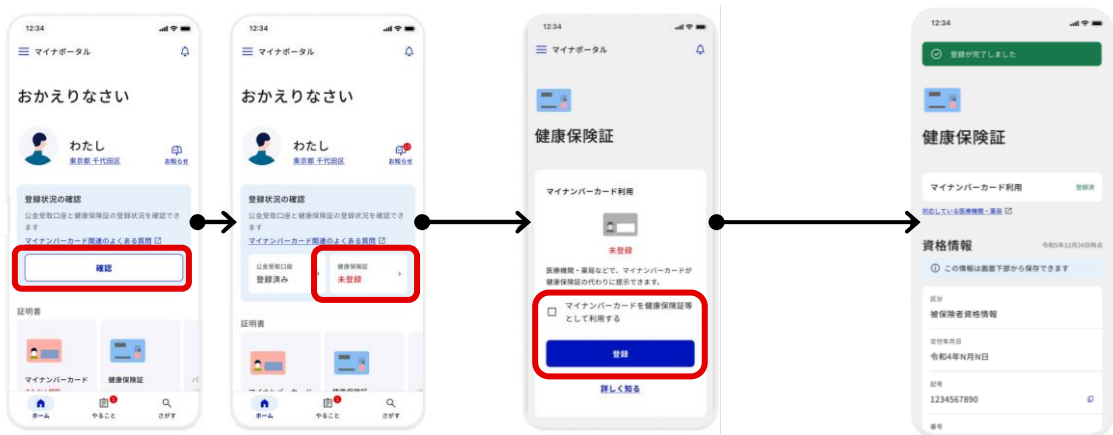 12:34
マイナポータル
おかえりなさい
わたし
東京都 千代田区
お知らせ
登録状況の確認
公金受取口座と健康保険証の登録状況を確認でき
ます
マイナンバーカード関連のよくある質問
確認
証明書
マイナンバーカード
健康保険証
ホーム
1
やること
さがす
12:34
マイナポータル
おかえりなさい
わたし
東京都 千代田区
お知らせ
登録状況の確認
公金受取口座と健康保険証の登録状況を確認でき
ます
マイナンバーカード関連のよくある質問
公金受取口座
登録済み
健康保険証
未登録
証明書
ホーム
1
やること
さがす
12:34
マイナポータル
健康保険証
マイナンバーカード利用
未登録
医療機関・薬局などで、マイナンバーカードが
健康保険証の代わりに提示できます。
マイナンバーカードを健康保険証等
として利用する
登録
詳しく知る
12:34
登録が完了しました
健康保険証
マイナンバーカード利用
登録済
対応している医療機関・薬局
資格情報
令和5年12月24日時点
この情報は画面下部から保存できます
区分
被保険者資格情報
交付年月日
令和4年N月N日
記号
1234567890
番号